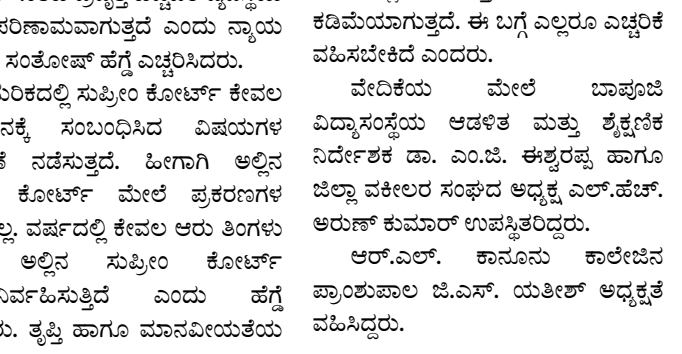 ಪರಿಣಾಮವಾಗುತ್ತದೆ ಎಂದು ನ್ಯಾಯ
ಸಂತೋಷ್ ಹೆಗ್ಡೆ ಎಚ್ಚರಿಸಿದರು.
ಸುಪ್ರೀಂ ಕೋರ್ಟ್ ಕೇವಲ
ಸಂಬಂಧಿಸಿದ ವಿಷಯಗಳ
ನಡೆಸುತ್ತದೆ. ಹೀಗಾಗಿ ಅಲ್ಲಿನ
ಕೋರ್ಟ್ ಮೇಲೆ ಪ್ರಕರಣಗಳ
ವರ್ಷದಲ್ಲಿ ಕೇವಲ ಆರು ತಿಂಗಳು
ಅಲ್ಲಿನ ಸುಪ್ರೀಂ ಕೋರ್ಟ್
ನಿರ್ವಹಿಸುತ್ತಿದೆ ಎಂದು ಹೆಗ್ಡೆ
ತೃಪ್ತಿ ಹಾಗೂ ಮಾನವೀಯತೆಯ
ಕಡಿಮೆಯಾಗುತ್ತದೆ. ಈ ಬಗ್ಗೆ ಎಲ್ಲರೂ ಎಚ್ಚರಿಕೆ
ವಹಿಸಬೇಕಿದೆ ಎಂದರು.
ವೇದಿಕೆಯ ಮೇಲೆ ಬಾಪೂಜಿ
ವಿದ್ಯಾಸಂಸ್ಥೆಯ ಆಡಳಿತ ಮತ್ತು ಶೈಕ್ಷಣಿಕ
ನಿರ್ದೇಶಕ ಡಾ. ಎಂ.ಜಿ. ಈಶ್ವರಪ್ಪ ಹಾಗೂ
ಜಿಲ್ಲಾ ವಕೀಲರ ಸಂಘದ ಅಧ್ಯಕ್ಷ ಎಲ್.ಹೆಚ್.
ಅರುಣ್ ಕುಮಾರ್ ಉಪಸ್ಥಿತರಿದ್ದರು.
ಆರ್.ಎಲ್. ಕಾನೂನು ಕಾಲೇಜಿನ
ಪ್ರಾಂಶುಪಾಲ ಜಿ.ಎಸ್. ಯತೀಶ್ ಅಧ್ಯಕ್ಷತೆ
ವಹಿಸಿದ್ದರು.